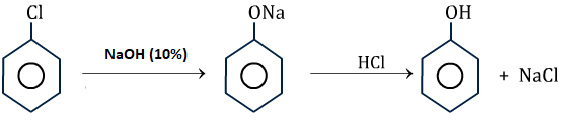 Cl
ONa
OH
NaOH (10%)
HCl
+ NaCl